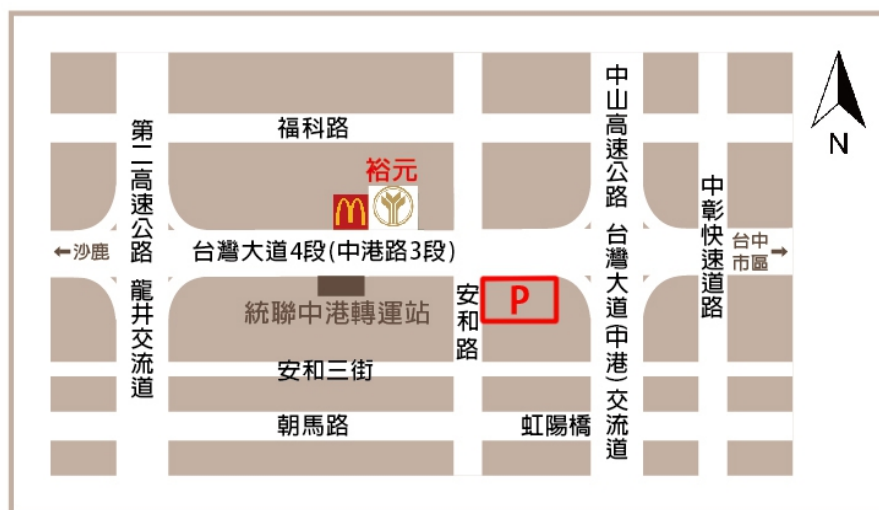 福科路
裕元
第二高速公路 龍井交流道
中山高速公路 台灣大道(中港)交流道
中彰快速道路
N
←沙鹿
台灣大道4段(中港路3段)
台中
市區→
統聯中港轉運站
安和路
P
安和三街
朝馬路
虹陽橋